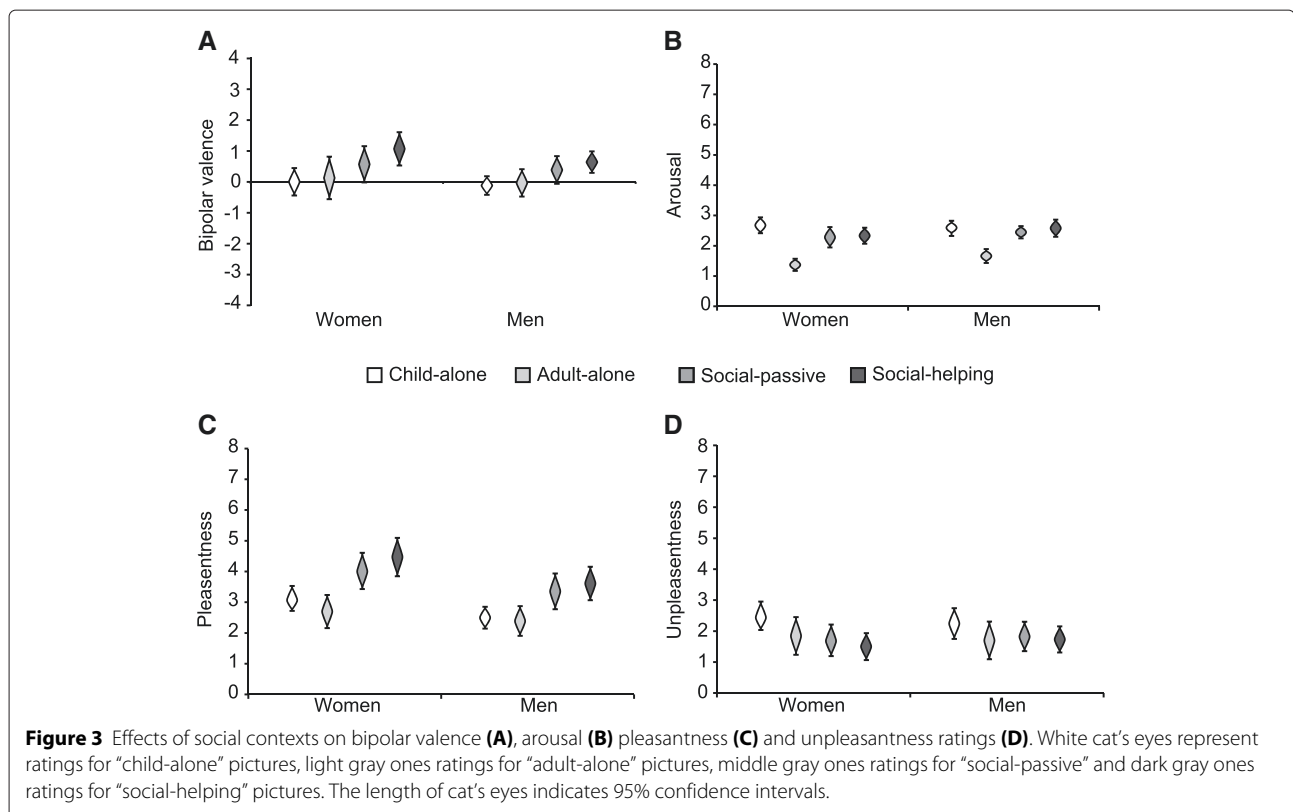 A
4
3
2
1
0
-1
-2
-3
-4
Bipolar valence
Women Men
B
8
7
6
5
4
3
2
1
0
Arousal
Women Men
Child-alone Adult-alone Social-passive Social-helping
C
8
7
6
5
4
3
2
1
0
Pleasentness
Women Men
D
8
7
6
5
4
3
2
1
0
Unpleasentness
Women Men
Figure 3 Effects of social contexts on bipolar valence (A), arousal (B) pleasantness (C) and unpleasantness ratings (D). White cat’s eyes represent
ratings for “child-alone” pictures, light gray ones ratings for “adult-alone” pictures, middle gray ones ratings for “social-passive” and dark gray ones
ratings for “social-helping” pictures. The length of cat’s eyes indicates 95% confidence intervals.